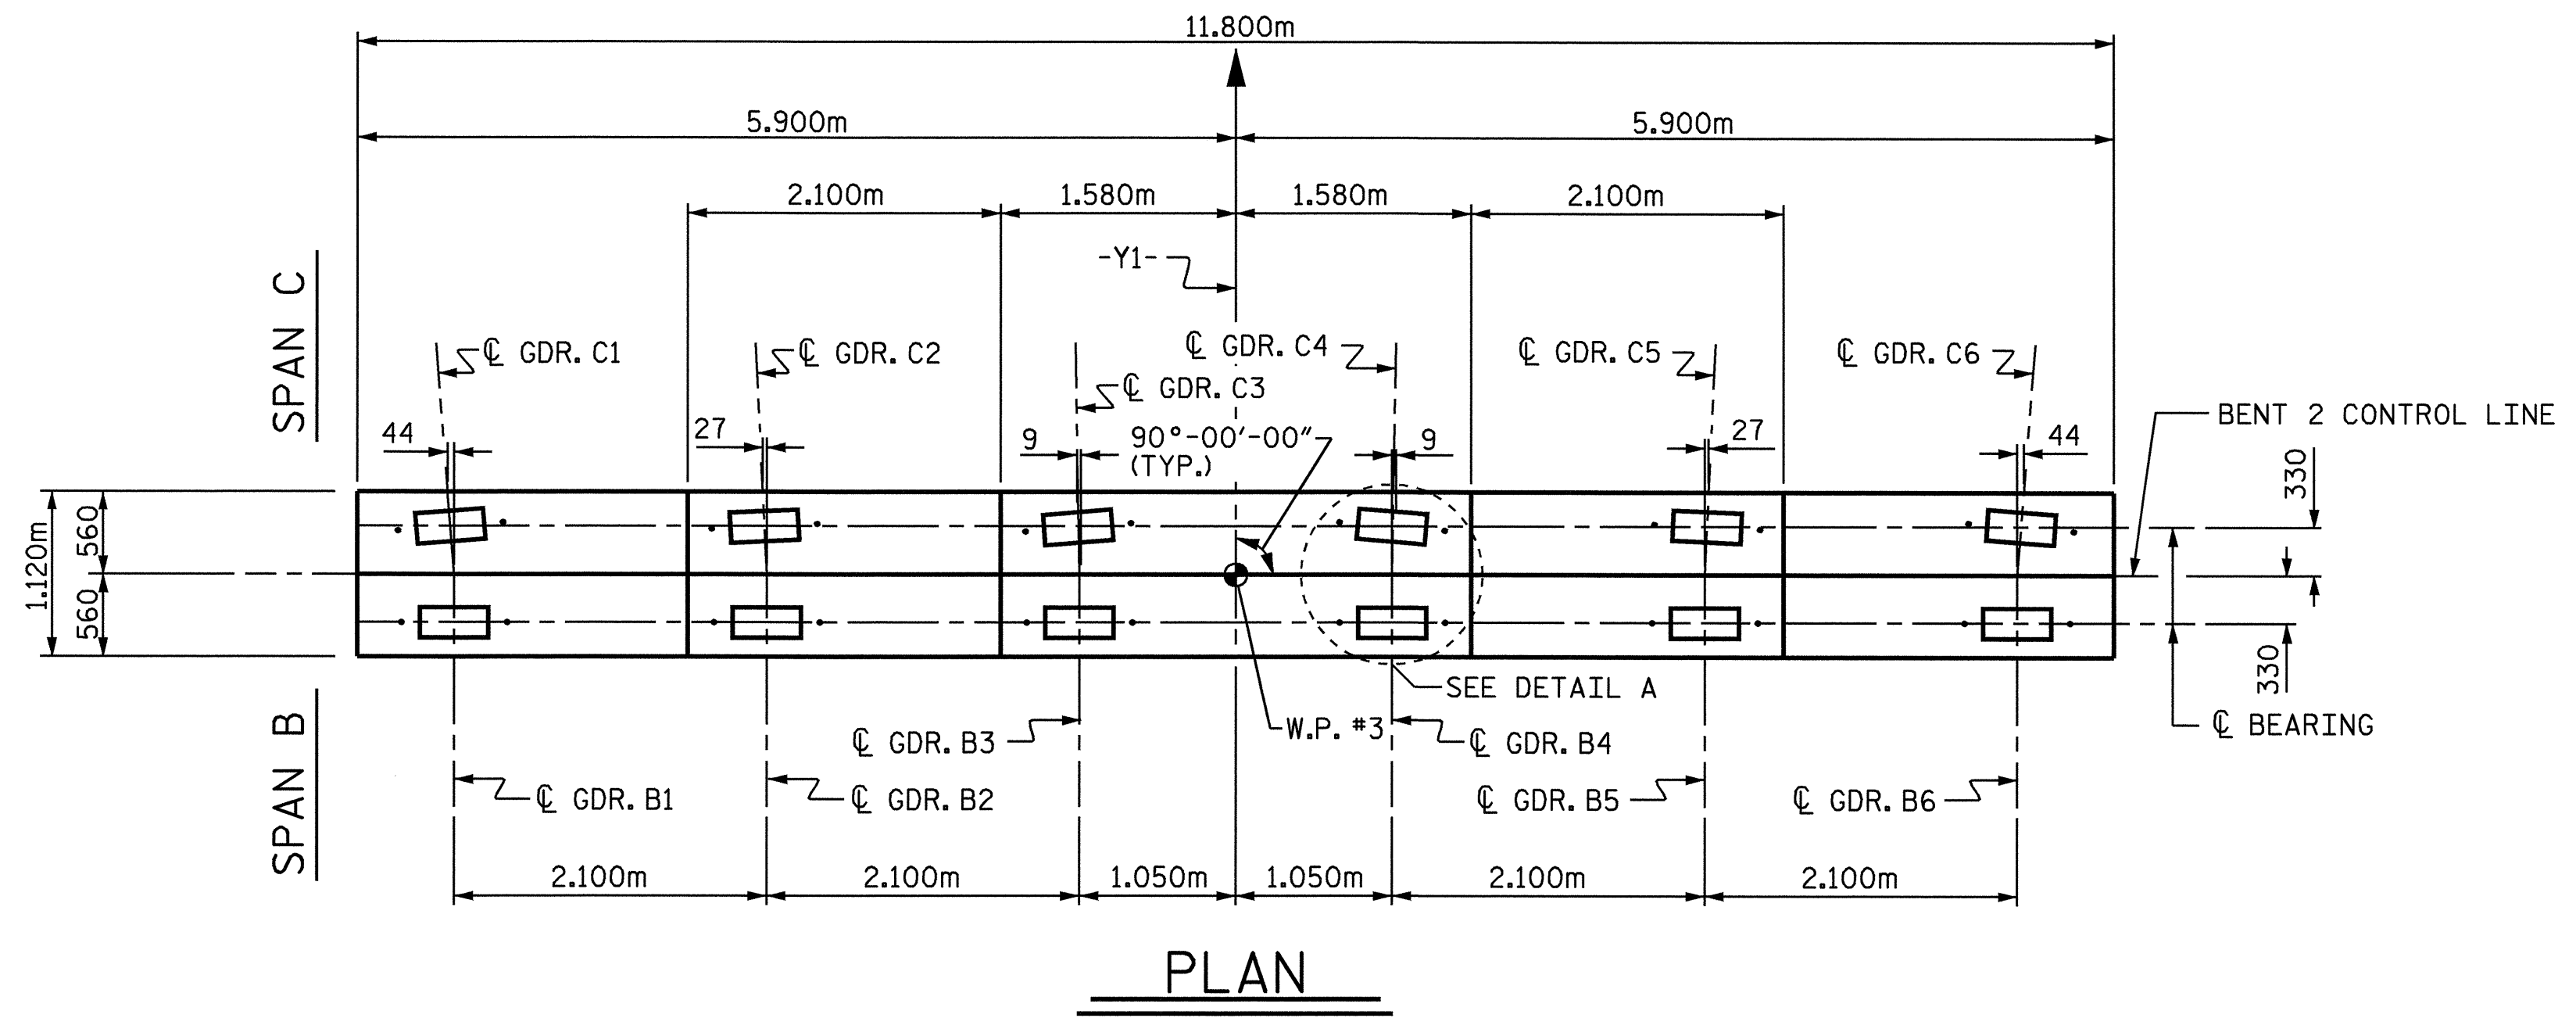 11.800m
5.900m
5.900m
2.100m
1.580m
1.580m
2.100m
-Y1-
SPAN C
℄ GDR. C1
℄ GDR. C2
℄ GDR. C3
℄ GDR. C4
℄ GDR. C5
℄ GDR. C6
44
27
9
90°-00'-00"
(TYP.)
9
27
44
BENT 2 CONTROL LINE
330
1.120m
560
560
330
SEE DETAIL A
W.P. #3
℄ BEARING
SPAN B
℄ GDR. B3
℄ GDR. B4
℄ GDR. B1
℄ GDR. B2
℄ GDR. B5
℄ GDR. B6
2.100m
2.100m
1.050m
1.050m
2.100m
2.100m
PLAN